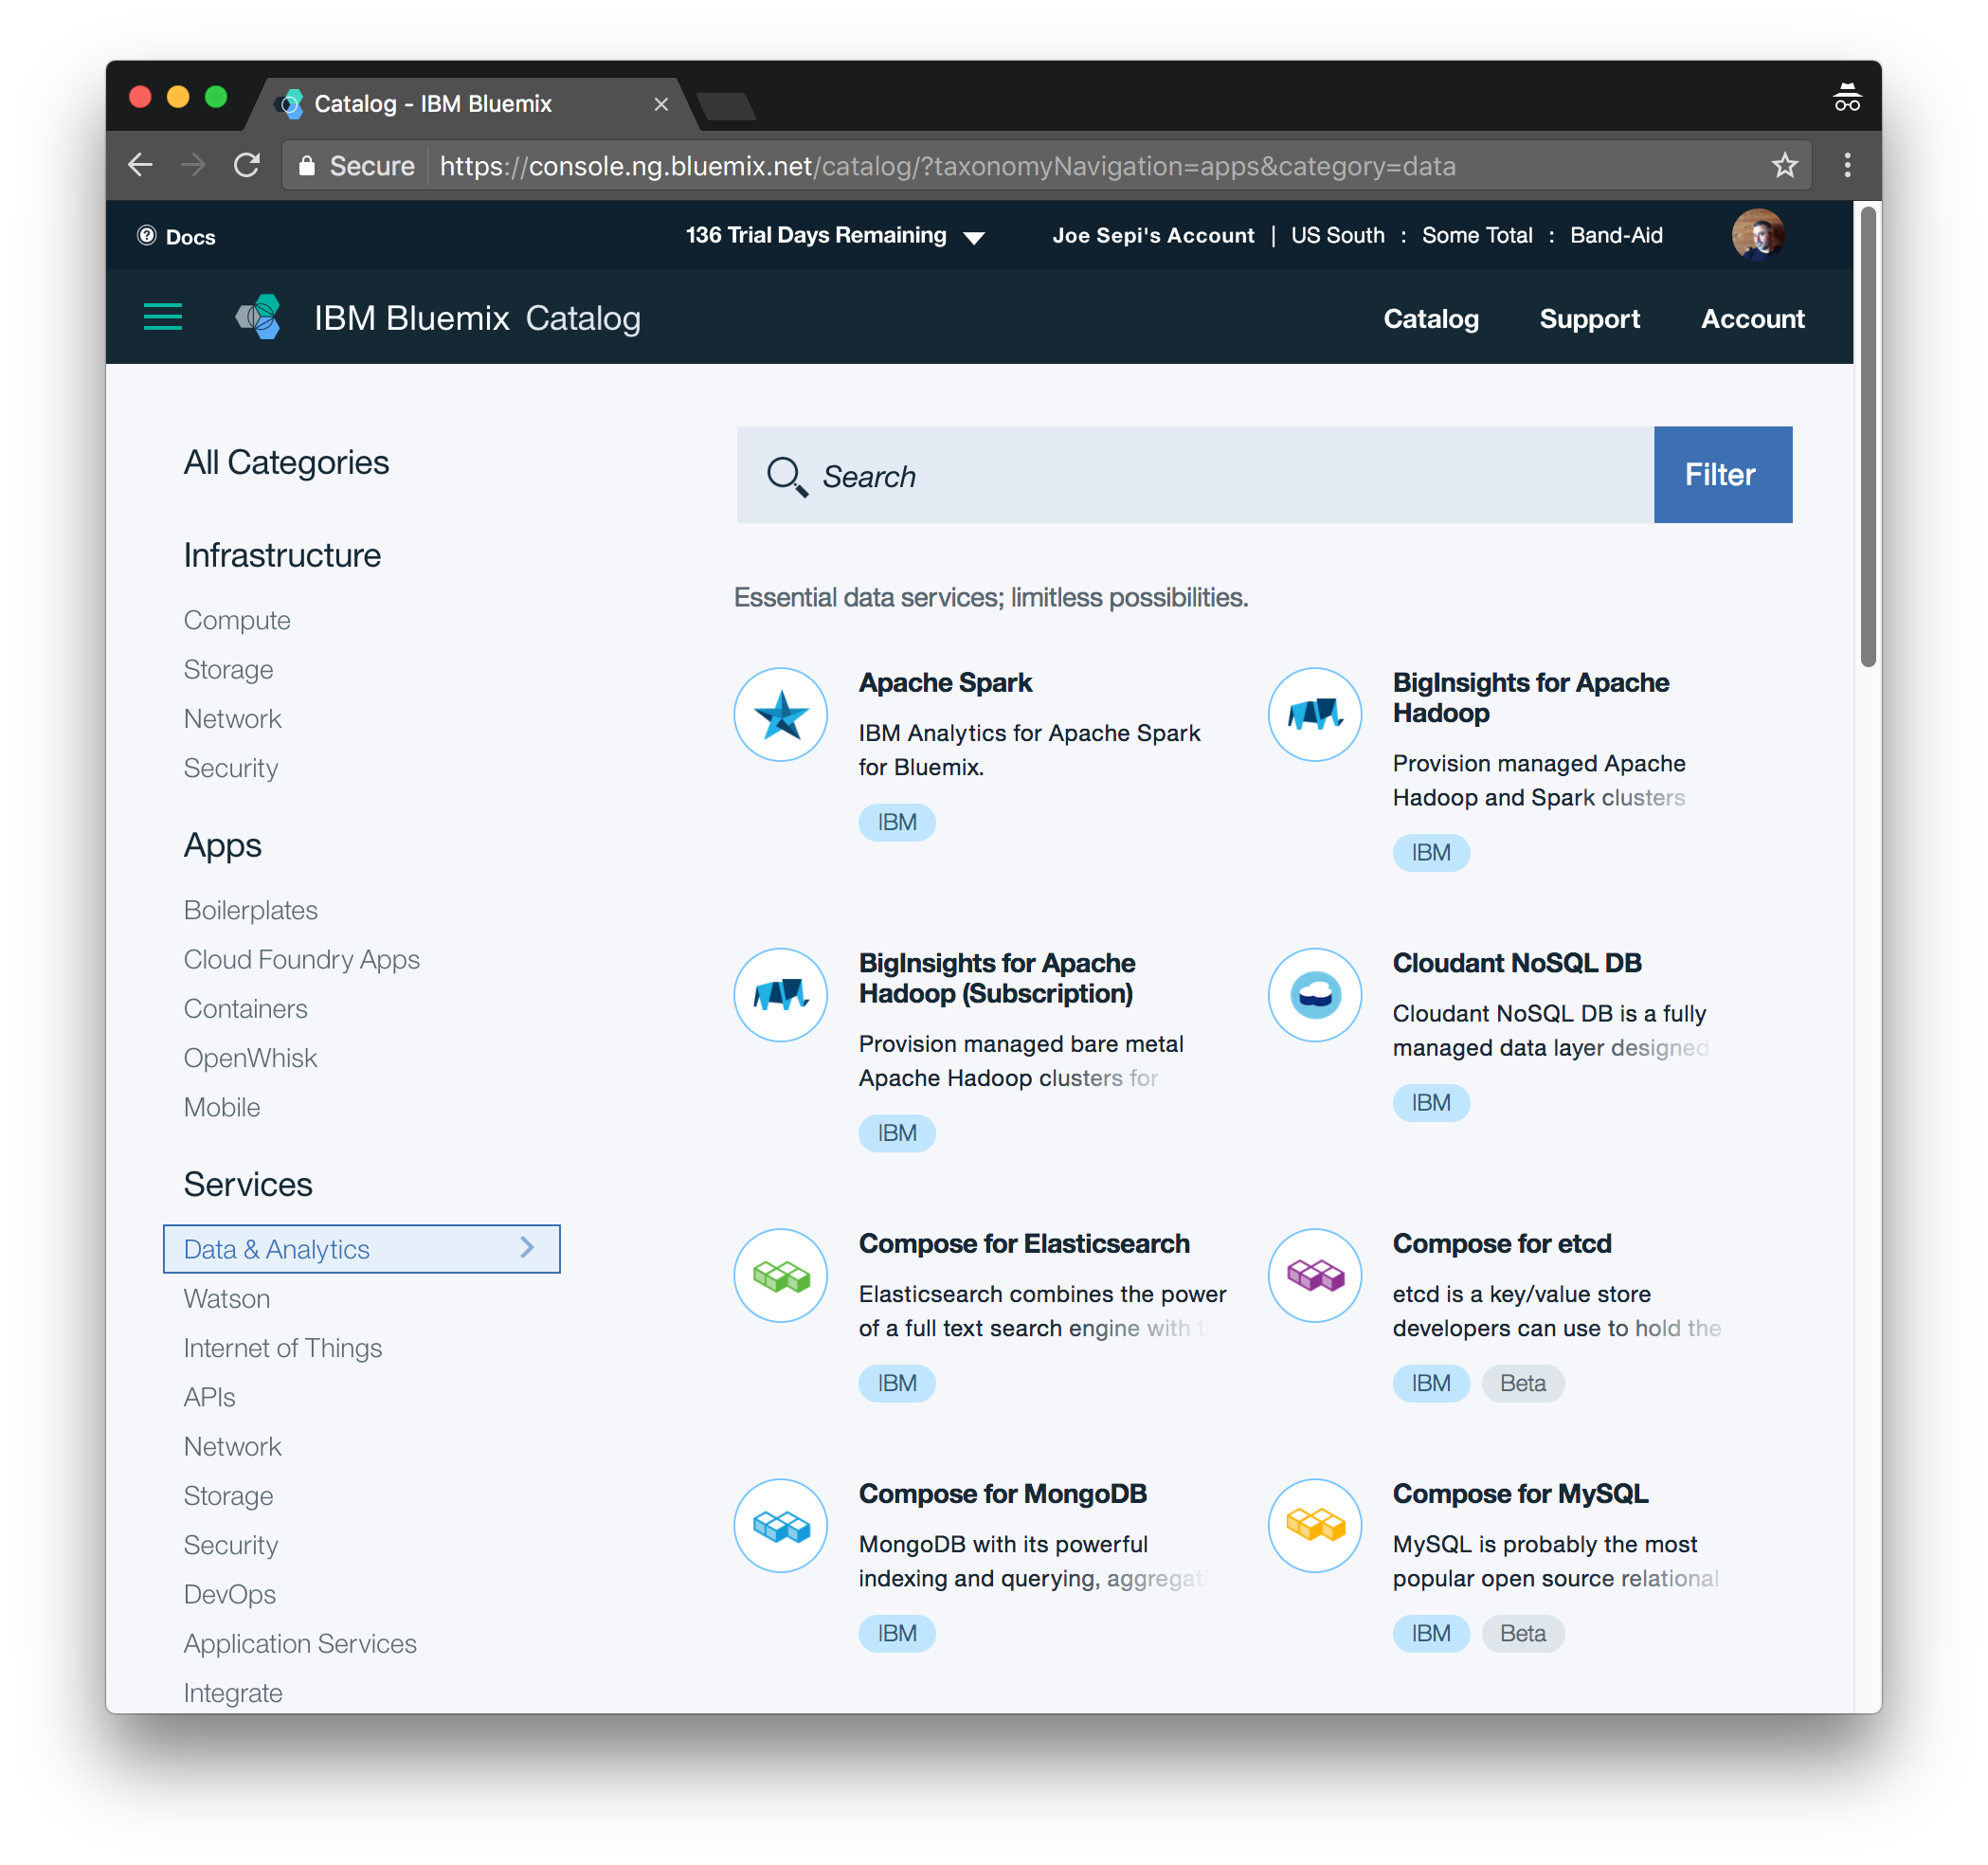 Catalog - IBM Bluemix
Secure https://console.ng.bluemix.net/catalog/?taxonomyNavigation=apps&category=data
Docs
136 Trial Days Remaining
Joe Sepi's Account | US South : Some Total : Band-Aid
IBM Bluemix Catalog
Catalog
Support
Account
All Categories
Infrastructure
Compute
Storage
Network
Security
Apps
Boilerplates
Cloud Foundry Apps
Containers
OpenWhisk
Mobile
Services
Data & Analytics
Watson
Internet of Things
APIs
Network
Storage
Security
DevOps
Application Services
Integrate
Search
Filter
Essential data services; limitless possibilities.
Apache Spark
IBM Analytics for Apache Spark
for Bluemix.
IBM
BigInsights for Apache
Hadoop
Provision managed Apache
Hadoop and Spark clusters
IBM
BigInsights for Apache
Hadoop (Subscription)
Provision managed bare metal
Apache Hadoop clusters for
IBM
Cloudant NoSQL DB
Cloudant NoSQL DB is a fully
managed data layer designed
IBM
Compose for Elasticsearch
Elasticsearch combines the power
of a full text search engine with
IBM
Compose for etcd
etcd is a key/value store
developers can use to hold the
IBM
Beta
Compose for MongoDB
MongoDB with its powerful
indexing and querying,
IBM
Compose for MySQL
MySQL is probably the most
popular open source relational
IBM
Beta